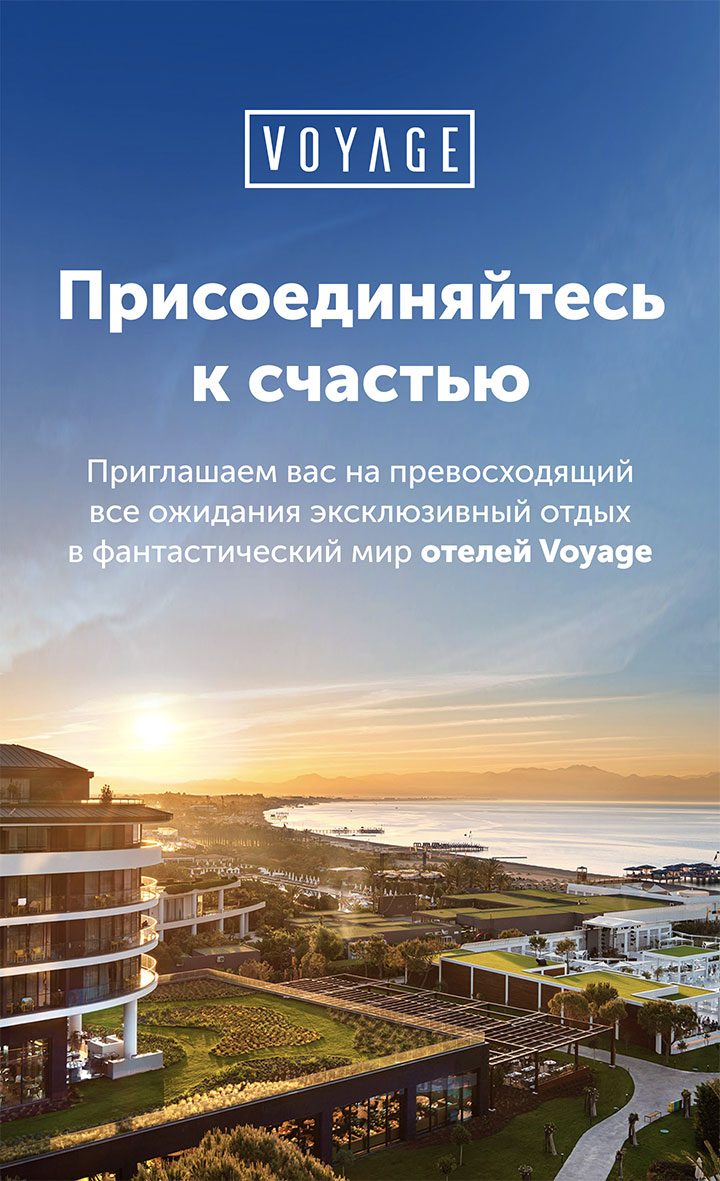 VOYAGE
Присоединяйтесь
к счастью
Приглашаем вас на превосходящий
все ожидания эксклюзивный отдых
в фантастический мир отелей Voyage